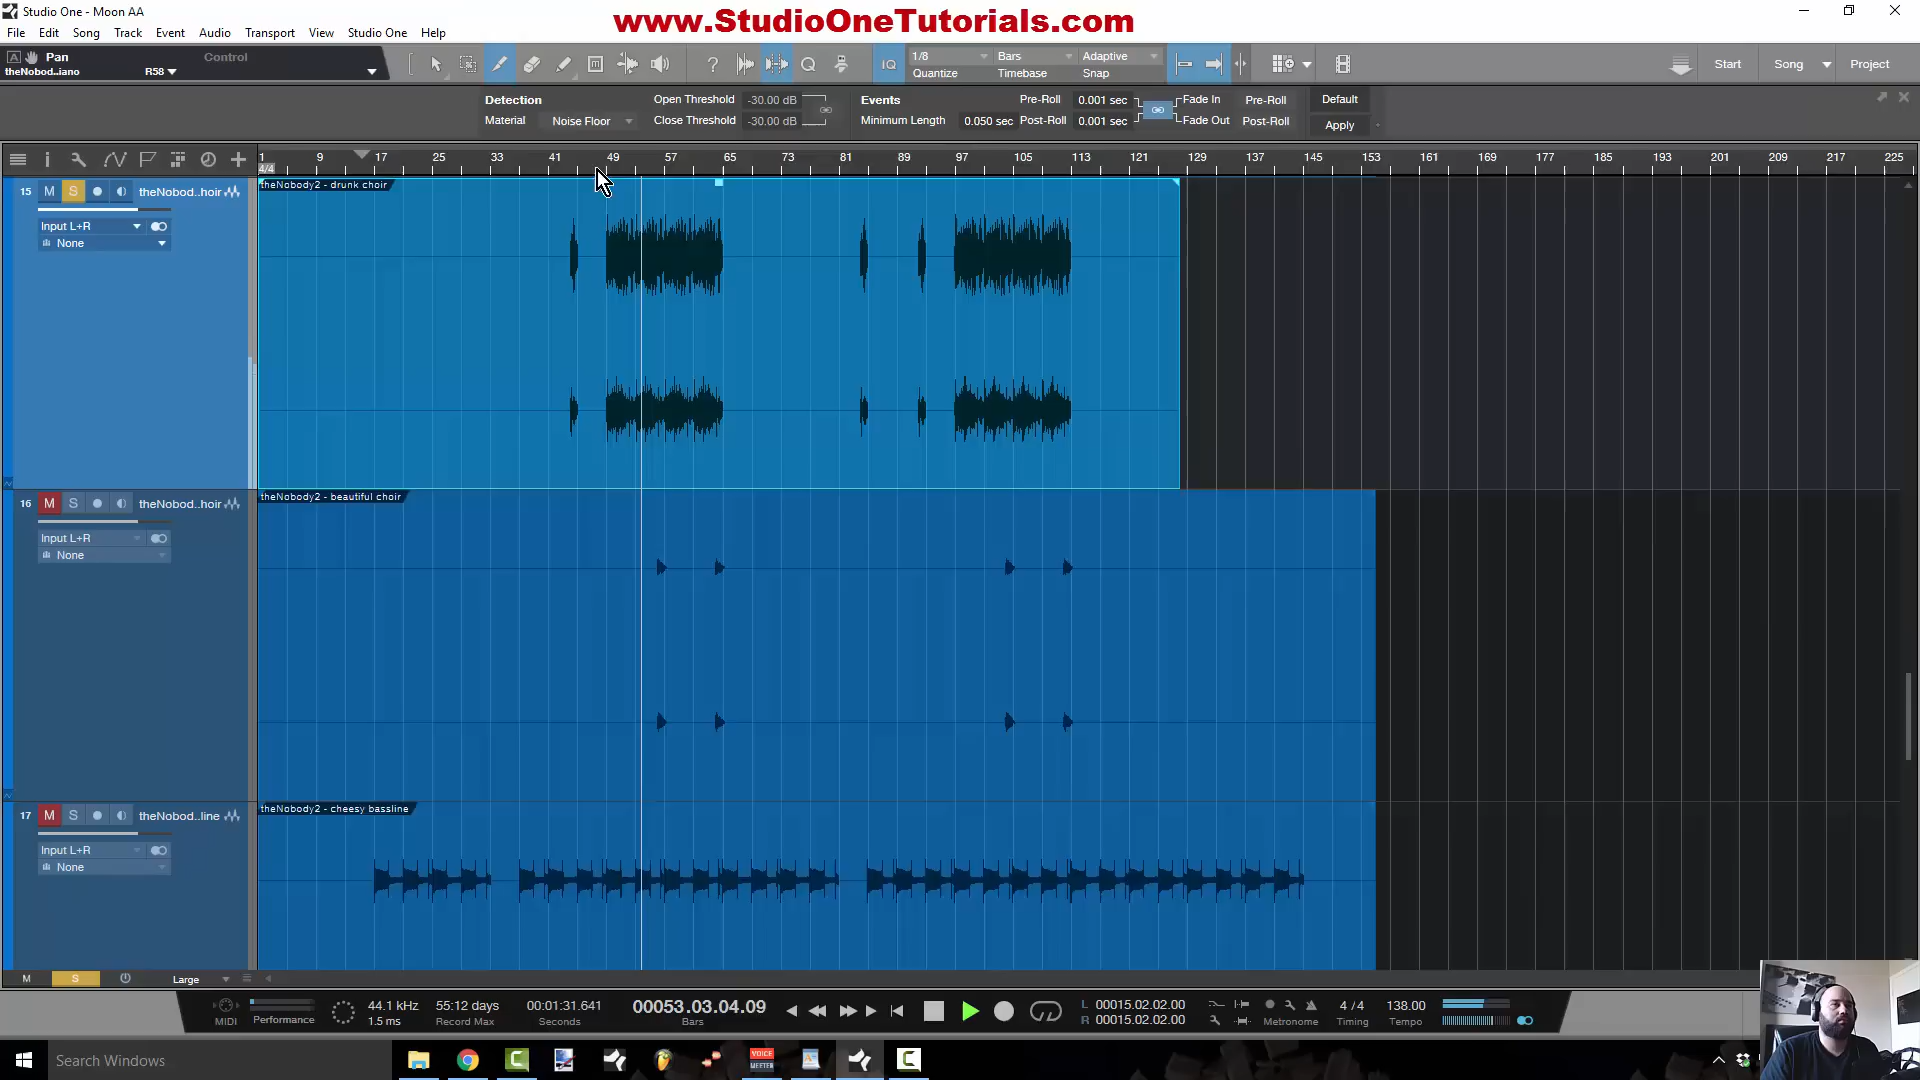 Studio One - Moon AA
www.StudioOneTutorials.com
File Edit Song Track Event Audio Transport View Studio One Help
Pan Control
theNobod..iano R58
1/8 Bars Adaptive
IQ Quantize Timebase Snap
Start Song Project
Detection Open Threshold -30.00 dB Events Pre-Roll 0.001 sec Fade In Pre-Roll Default
Material Noise Floor Close Threshold -30.00 dB Minimum Length 0.050 sec Post-Roll 0.001 sec Fade Out Post-Roll Apply
1 9 17 25 33 41 49 57 65 73 81 89 97 105 113 121 129 137 145 153 161 169 177 185 193 201 209 217 225
4/4
15 M S theNobod..hoir
theNobody2 - drunk choir
Input L+R
None
16 M S theNobod..hoir
theNobody2 - beautiful choir
Input L+R
None
17 M S theNobod..line
theNobody2 - cheesy bassline
Input L+R
None
M S Large
MIDI Performance
44.1 kHz 55:12 days 00:01:31.641 00053.03.04.09 L 00015.02.02.00 4 / 4 138.00
1.5 ms Record Max Seconds Bars R 00015.02.02.00 Metronome Timing Tempo
Search Windows
VOICE
MEETER